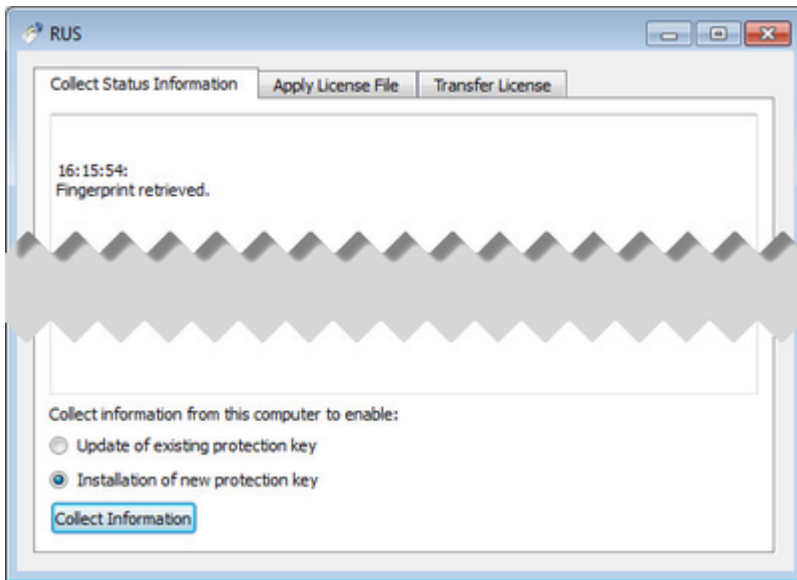 RUS
Collect Status Information Apply License File Transfer License
16:15:54:
Fingerprint retrieved.
Collect information from this computer to enable:
Update of existing protection key
Installation of new protection key
Collect Information